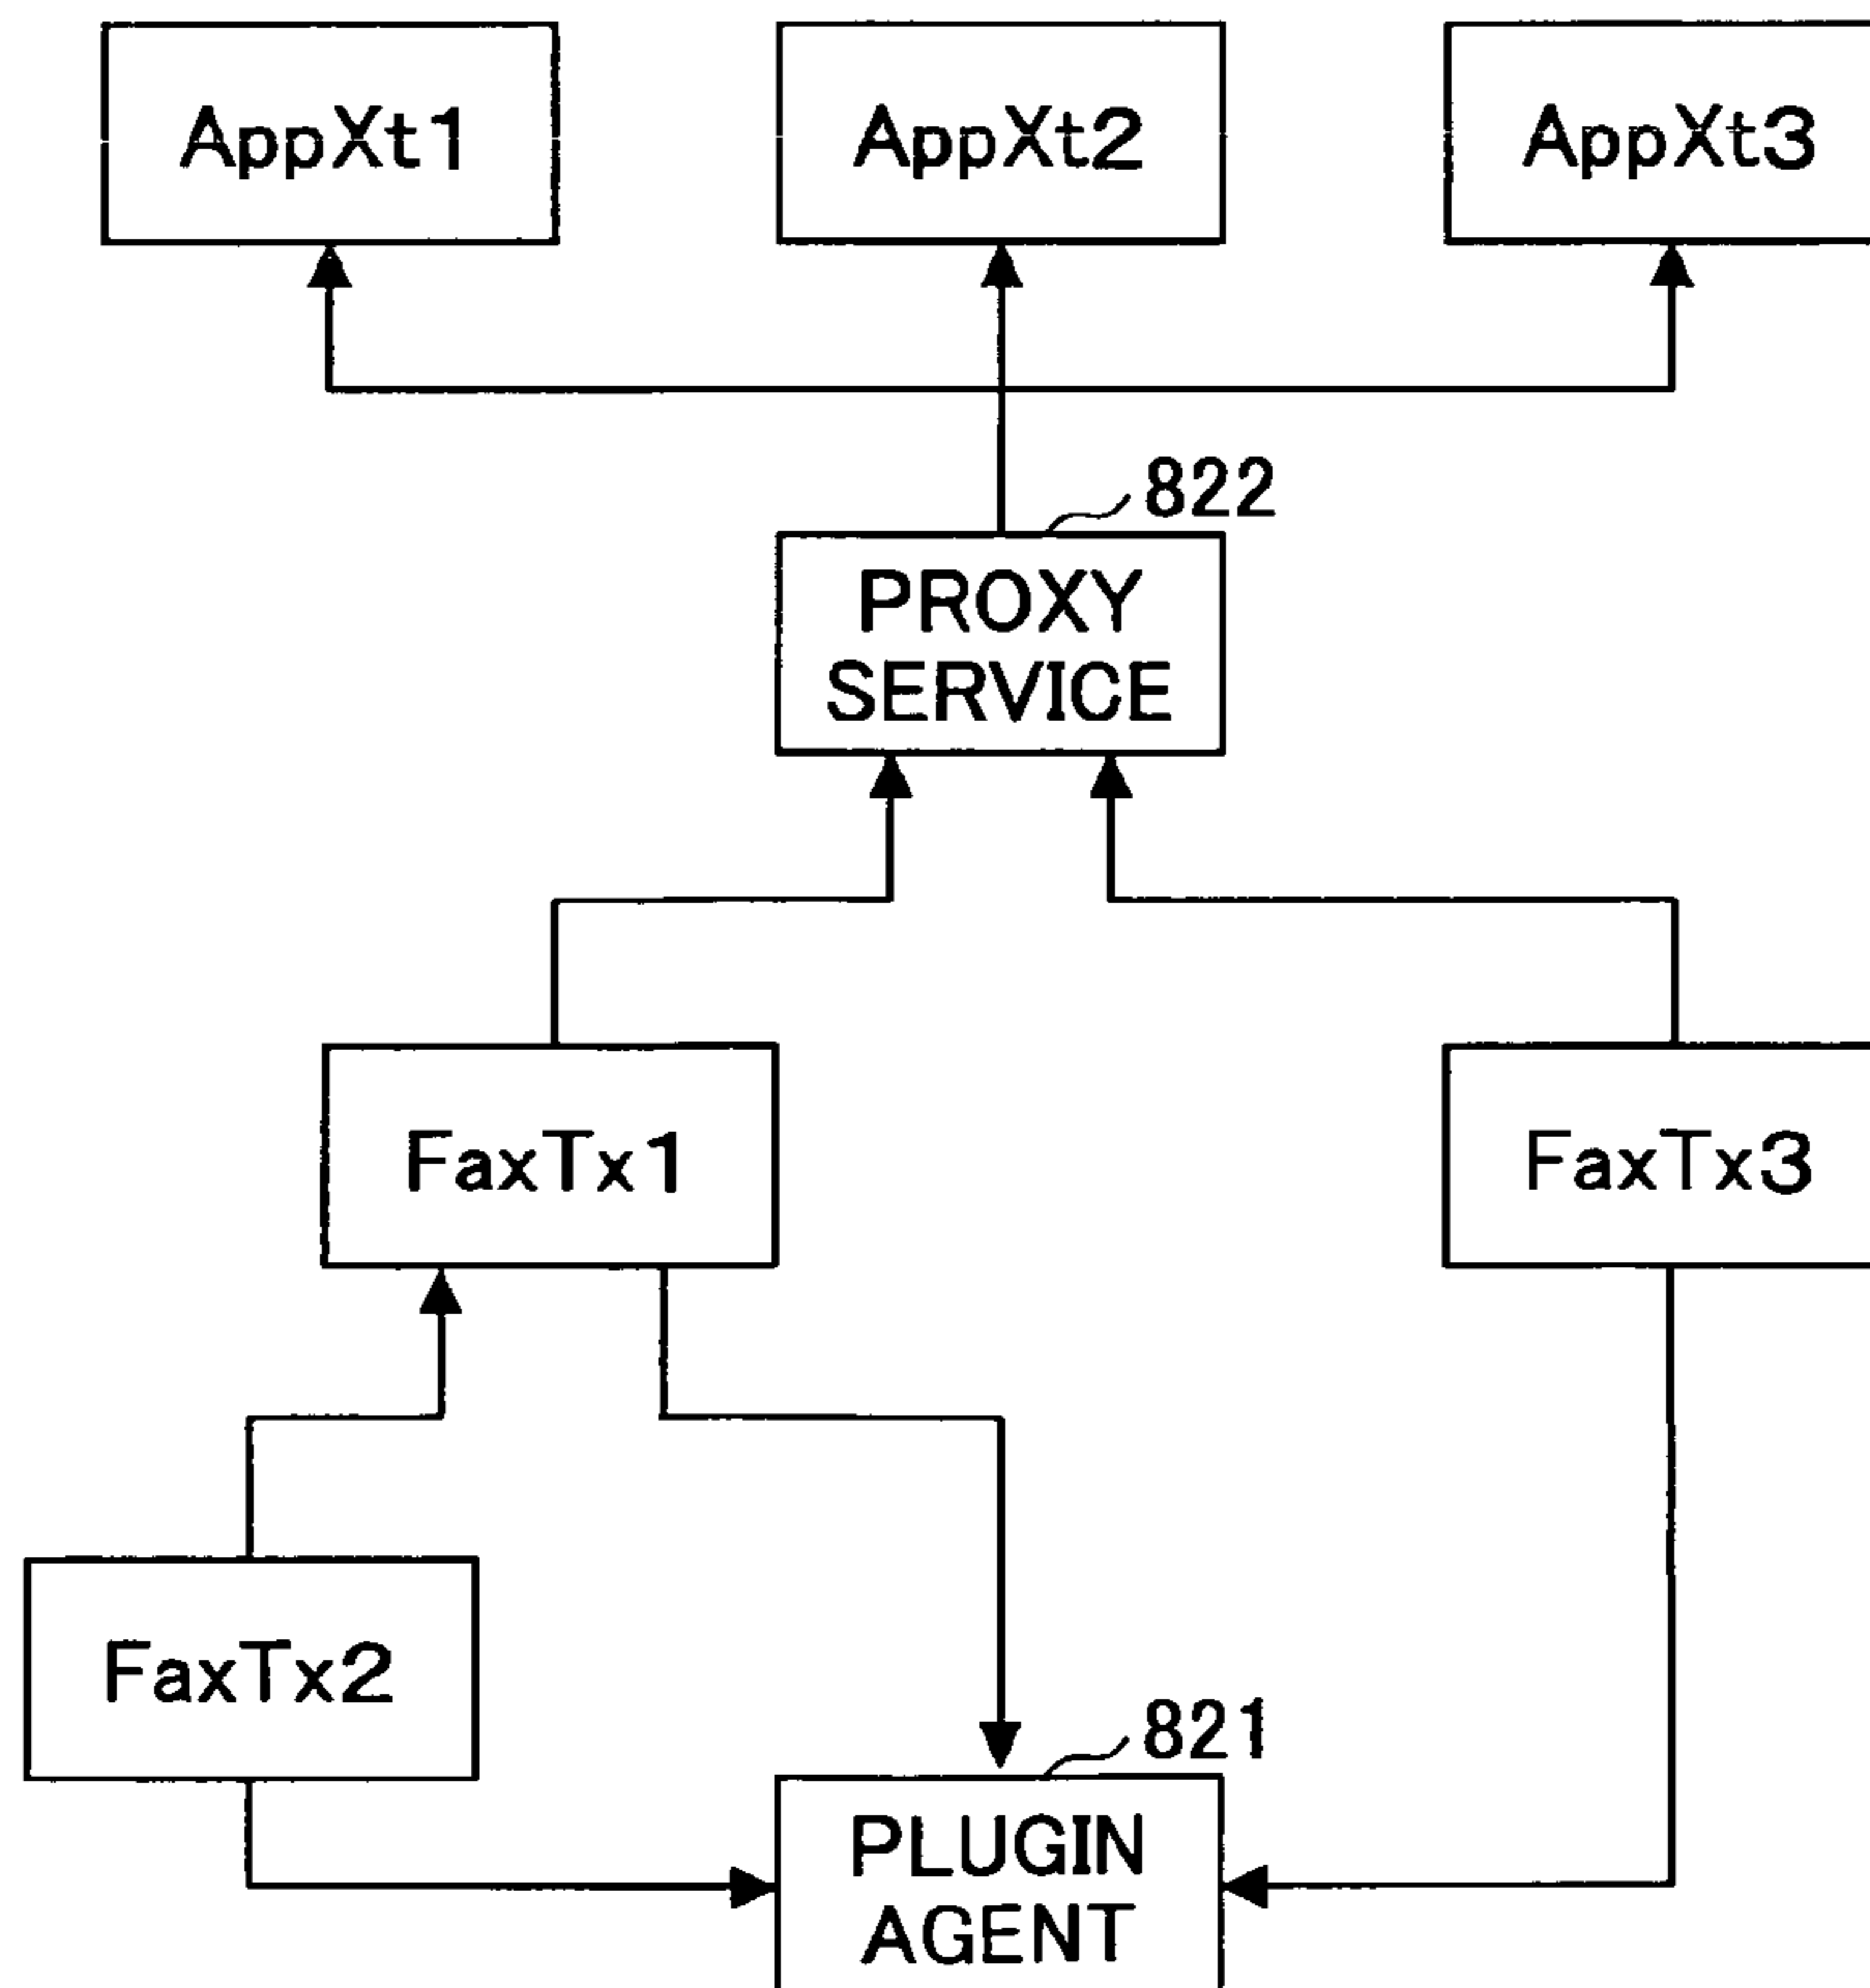 AppXt1
AppXt2
AppXt3
822
PROXY
SERVICE
FaxTx1
FaxTx3
FaxTx2
821
PLUGIN
AGENT